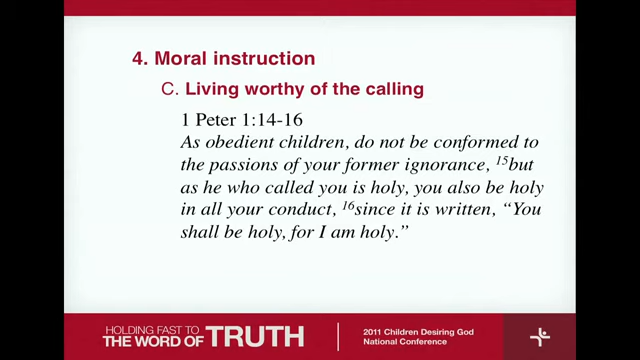 4. Moral instruction
C. Living worthy of the calling
1 Peter 1:14-16
As obedient children, do not be conformed to
the passions of your former ignorance, 15but
as he who called you is holy, you also be holy
in all your conduct, 16since it is written, “You
shall be holy, for I am holy.”
HOLDING FAST TO
THE WORD OF TRUTH
2011 Children Desiring God
National Conference